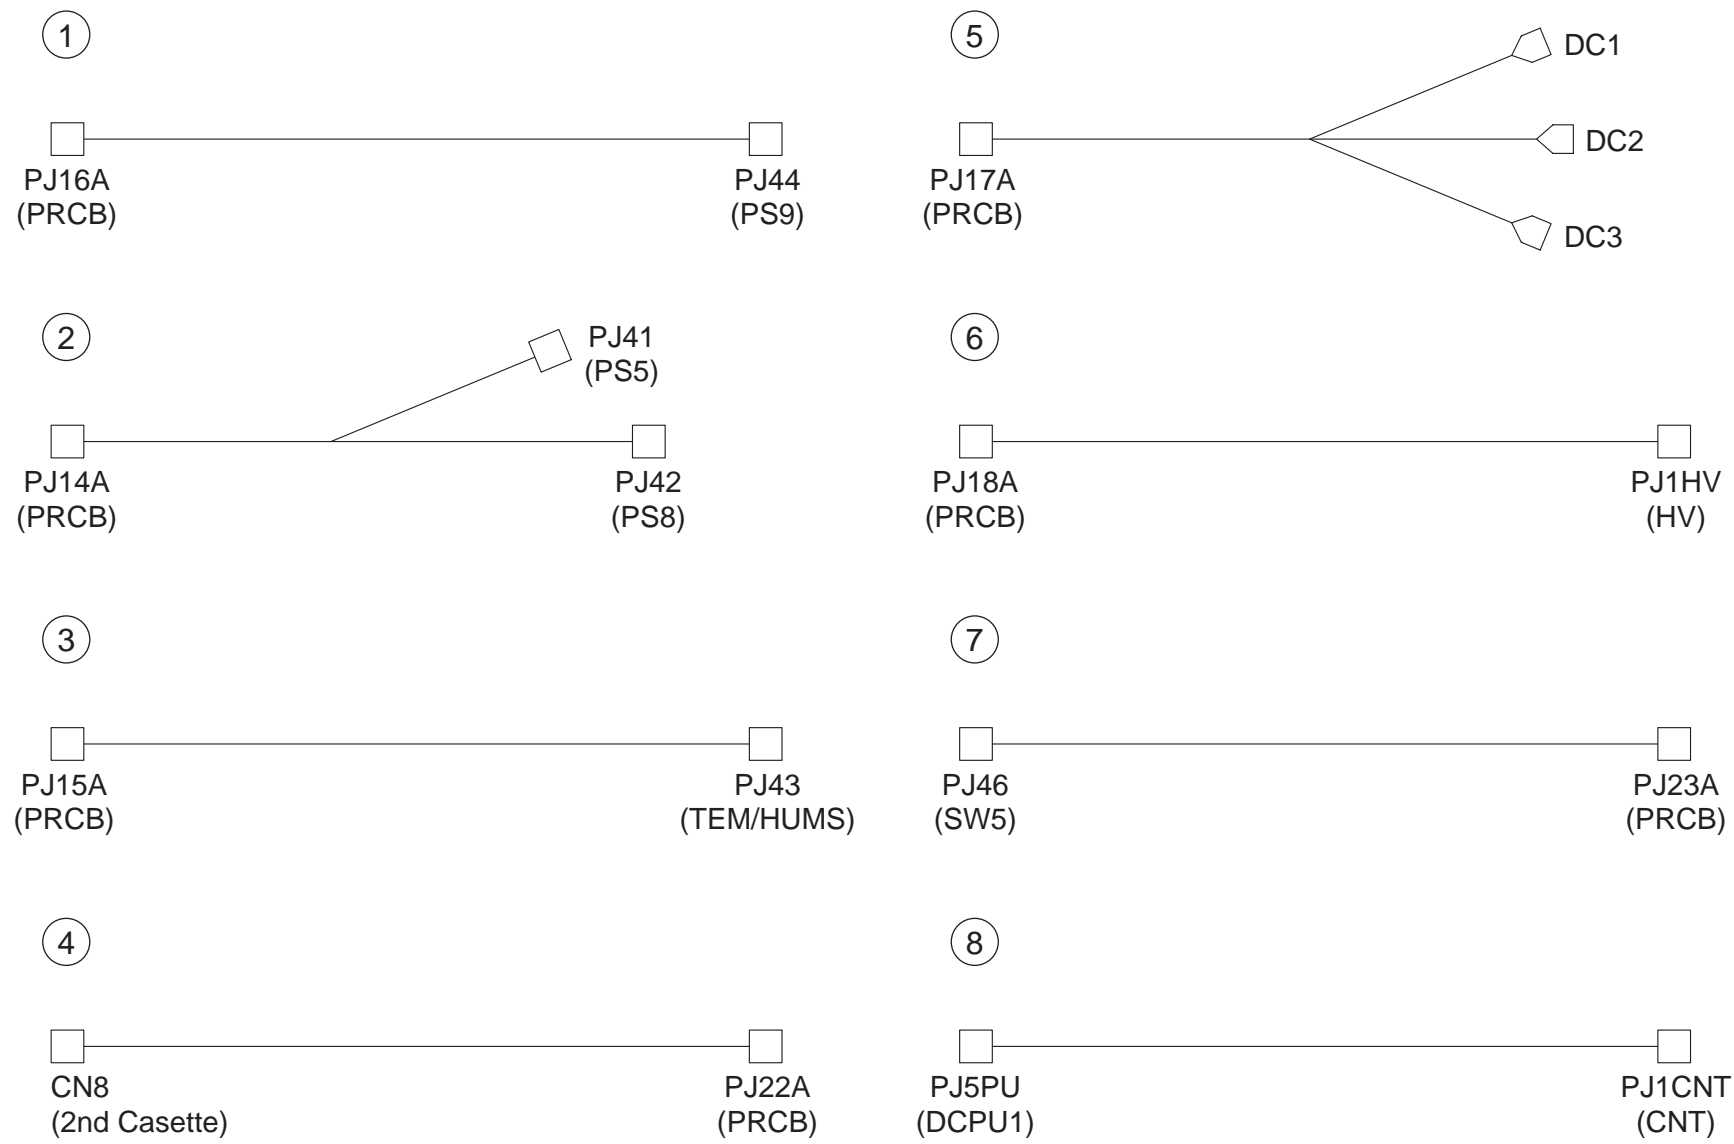 1
PJ16A
(PRCB)
PJ44
(PS9)
2
PJ41
(PS5)
PJ14A
(PRCB)
PJ42
(PS8)
3
PJ15A
(PRCB)
PJ43
(TEM/HUMS)
4
CN8
(2nd Casette)
PJ22A
(PRCB)
5
DC1
DC2
DC3
PJ17A
(PRCB)
6
PJ18A
(PRCB)
PJ1HV
(HV)
7
PJ46
(SW5)
PJ23A
(PRCB)
8
PJ5PU
(DCPU1)
PJ1CNT
(CNT)